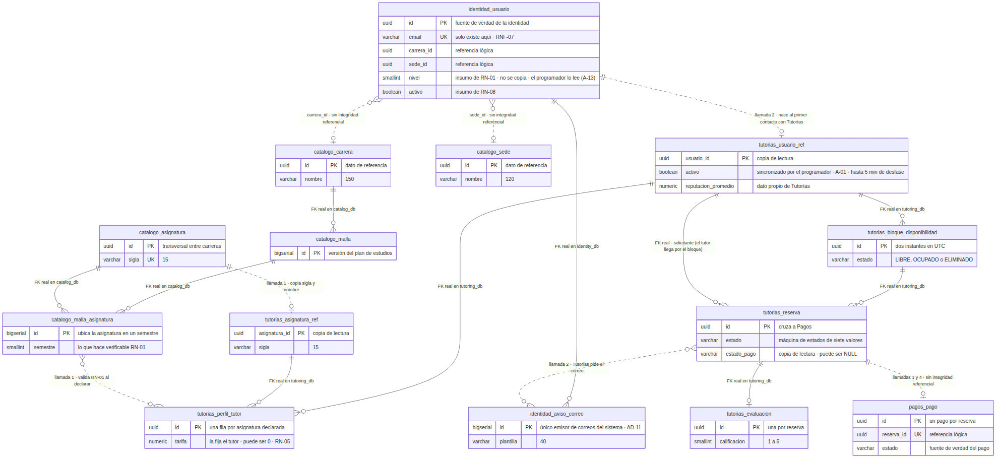 identidad_usuario
uuid id PK fuente de verdad de la identidad
varchar email UK solo existe aquí · RNF-07
uuid carrera_id referencia lógica
uuid sede_id referencia lógica
smallint nivel insumo de RN-01 · no se copia · el programador lo lee (A-13)
boolean activo insumo de RN-08
carrera_id · sin integridad
referencial
sede_id · sin integridad
referencial
llamada 2 · nace al primer
contacto con Tutorías
catalogo_carrera
uuid id PK dato de referencia
varchar nombre 150
catalogo_sede
uuid id PK dato de referencia
varchar nombre 120
tutorias_usuario_ref
uuid usuario_id PK copia de lectura
boolean activo sincronizado por el programador · A-01 · hasta 5 min de desfase
numeric reputacion_promedio dato propio de Tutorías
FK real en catalog_db
FK real en tutoring_db
catalogo_asignatura
uuid id PK transversal entre carreras
varchar sigla UK 15
catalogo_malla
bigserial id PK versión del plan de estudios
FK real en identity_db
FK real · solicitante (el tutor
llega por el bloque)
tutorias_bloque_disponibilidad
uuid id PK dos instantes en UTC
varchar estado LIBRE, OCUPADO o ELIMINADO
FK real en catalog_db
FK real en catalog_db
llamada 1 · copia sigla y
nombre
FK real en tutoring_db
FK real en tutoring_db
catalogo_malla_asignatura
bigserial id PK ubica la asignatura en un semestre
smallint semestre lo que hace verificable RN-01
tutorias_asignatura_ref
uuid asignatura_id PK copia de lectura
varchar sigla 15
tutorias_reserva
uuid id PK cruza a Pagos
varchar estado máquina de estados de siete valores
varchar estado_pago copia de lectura · puede ser NULL
llamada 1 · valida RN-01 al
declarar
FK real en tutoring_db
llamada 2 · Tutorías pide el
correo
FK real en tutoring_db
llamadas 3 y 4 · sin integridad
referencial
tutorias_perfil_tutor
uuid id PK una fila por asignatura declarada
numeric tarifa la fija el tutor · puede ser 0 · RN-05
identidad_aviso_correo
bigserial id PK único emisor de correos del sistema · AD-11
varchar plantilla 40
tutorias_evaluacion
uuid id PK una por reserva
smallint calificacion 1 a 5
pagos_pago
uuid id PK un pago por reserva
uuid reserva_id UK referencia lógica
varchar estado fuente de verdad del pago